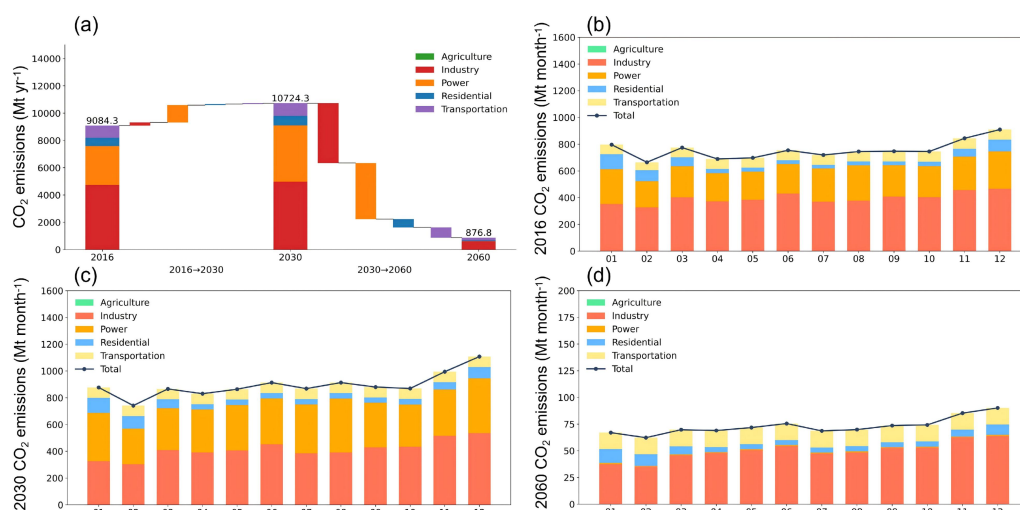 (a)
CO2 emissions (Mt yr-1)
14000
12000
10000
8000
6000
4000
2000
0
Agriculture
Industry
Power
Residential
Transportation
9084.3
10724.3
876.8
2016
2016→2030
2030
2030→2060
2060
(b)
2016 CO2 emissions (Mt month-1)
1600
1400
1200
1000
800
600
400
200
0
Agriculture
Industry
Power
Residential
Transportation
Total
01 02 03 04 05 06 07 08 09 10 11 12
(c)
2030 CO2 emissions (Mt month-1)
1600
1400
1200
1000
800
600
400
200
0
Agriculture
Industry
Power
Residential
Transportation
Total
(d)
2060 CO2 emissions (Mt month-1)
200
175
150
125
100
75
50
25
0
Agriculture
Industry
Power
Residential
Transportation
Total